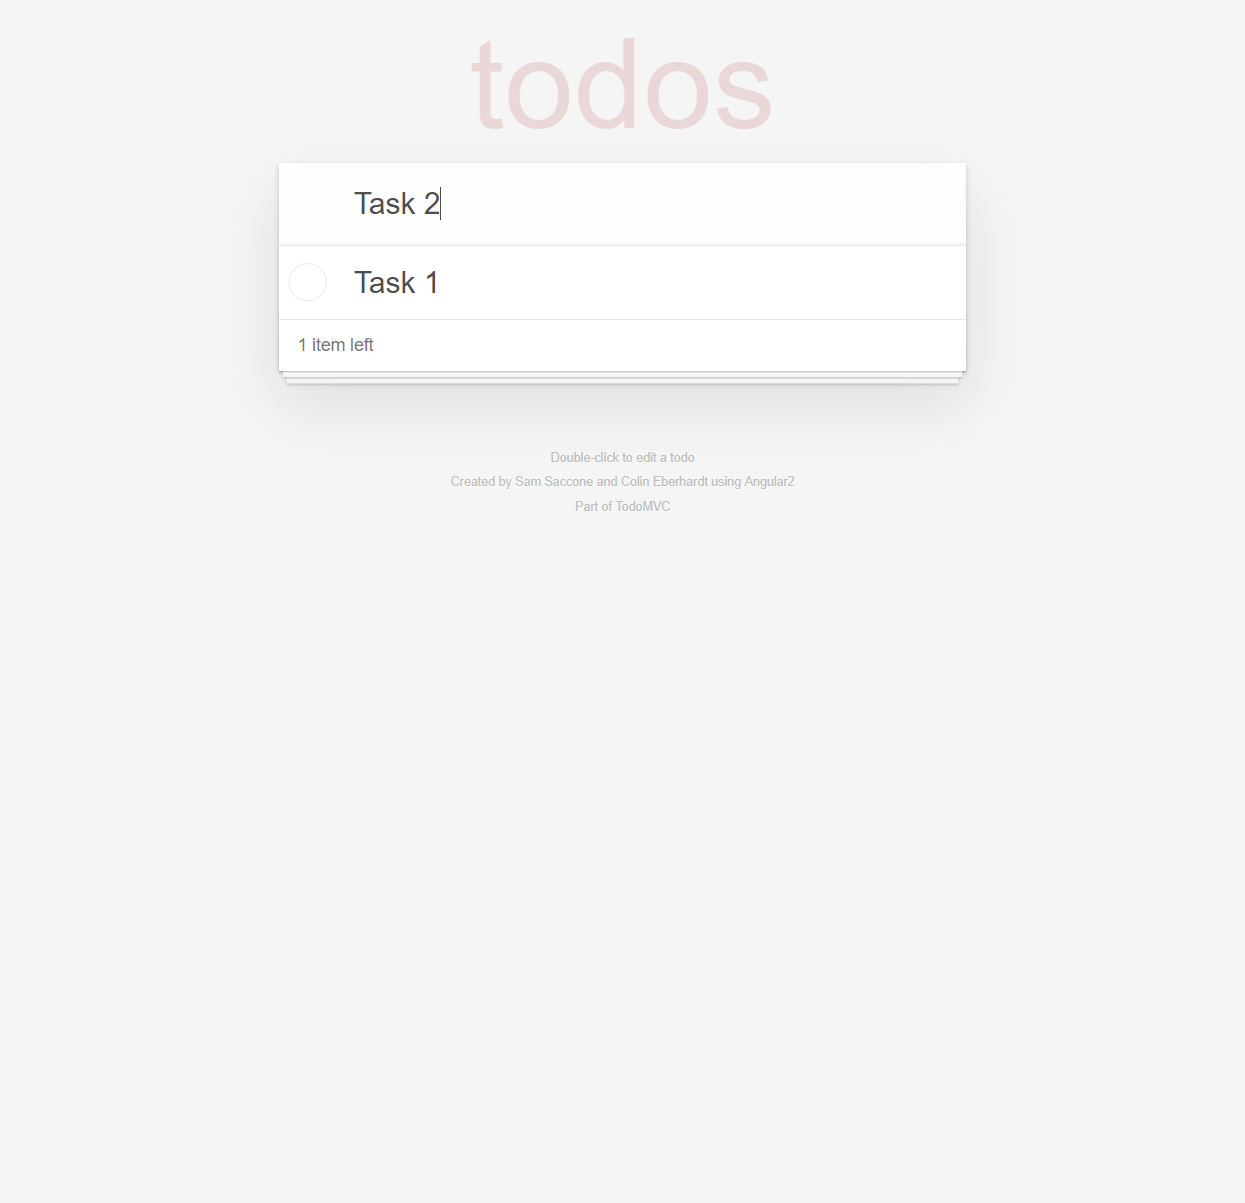 todos
Task 2
Task 1
1 item left
Double-click to edit a todo
Created by Sam Saccone and Colin Eberhardt using Angular2
Part of TodoMVC